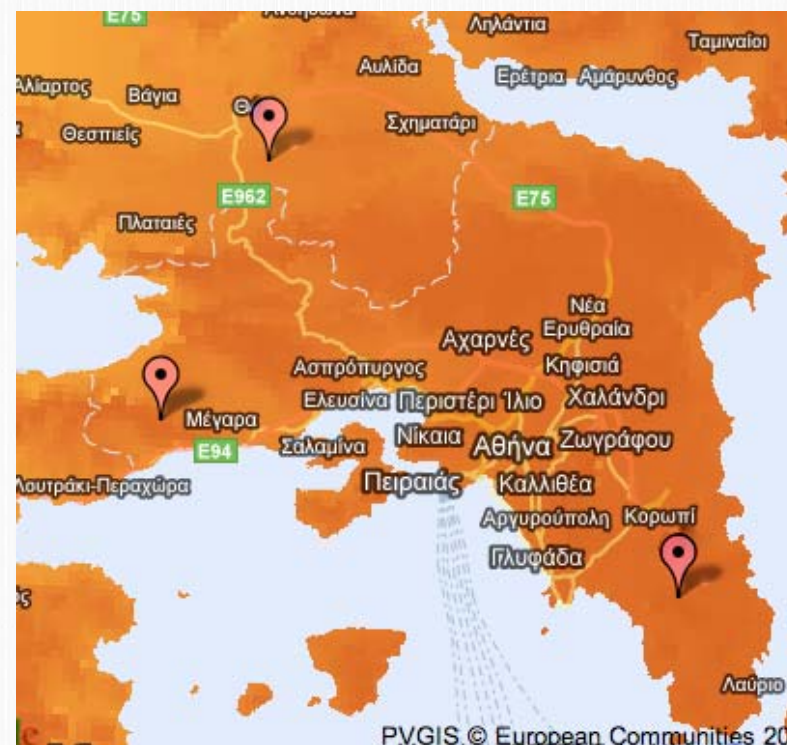 E75
Ληλάντια
Ταμιναίοι
Αυλίδα
Αλίαρτος
Βάγια
Ερέτρια Αμάρυνθος
Θεσπιείς
Σχηματάρι
E962
E75
Πλαταιές
Νέα
Ερυθραία
Αχαρνές
Ασπρόπυργος
Κηφισιά
Ελευσίνα Περιστέρι Ίλιο Χαλάνδρι
Μέγαρα
Νίκαια Αθήνα Ζωγράφου
E94
Σαλαμίνα
Λουτράκι-Περαχώρα
Πειραιάς Καλλιθέα
Αργυρούπολη Κορωπί
Γλυφάδα
Λαύριο
PVGIS © European Communities 20